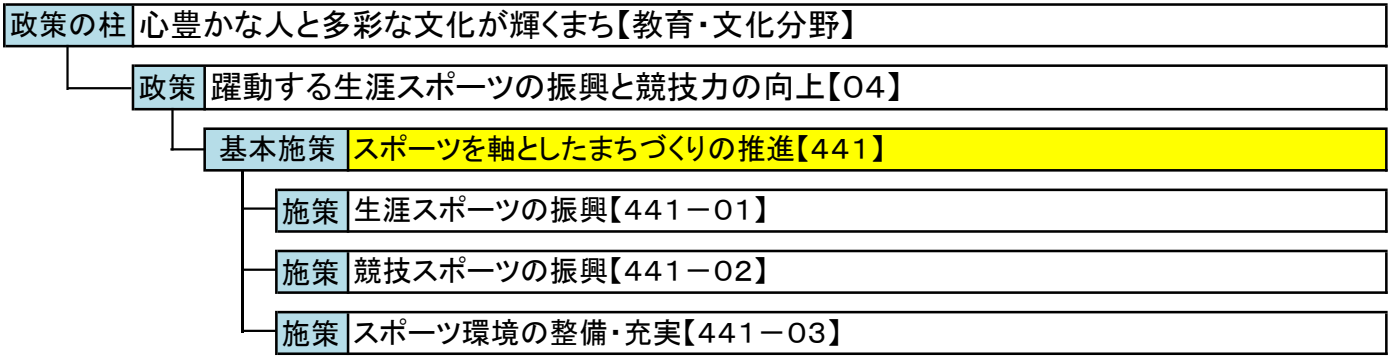 政策の柱 心豊かな人と多彩な文化が輝くまち【教育・文化分野】
政策 躍動する生涯スポーツの振興と競技力の向上【04】
基本施策 スポーツを軸としたまちづくりの推進【441】
施策 生涯スポーツの振興【441－01】
施策 競技スポーツの振興【441－02】
施策 スポーツ環境の整備・充実【441－03】